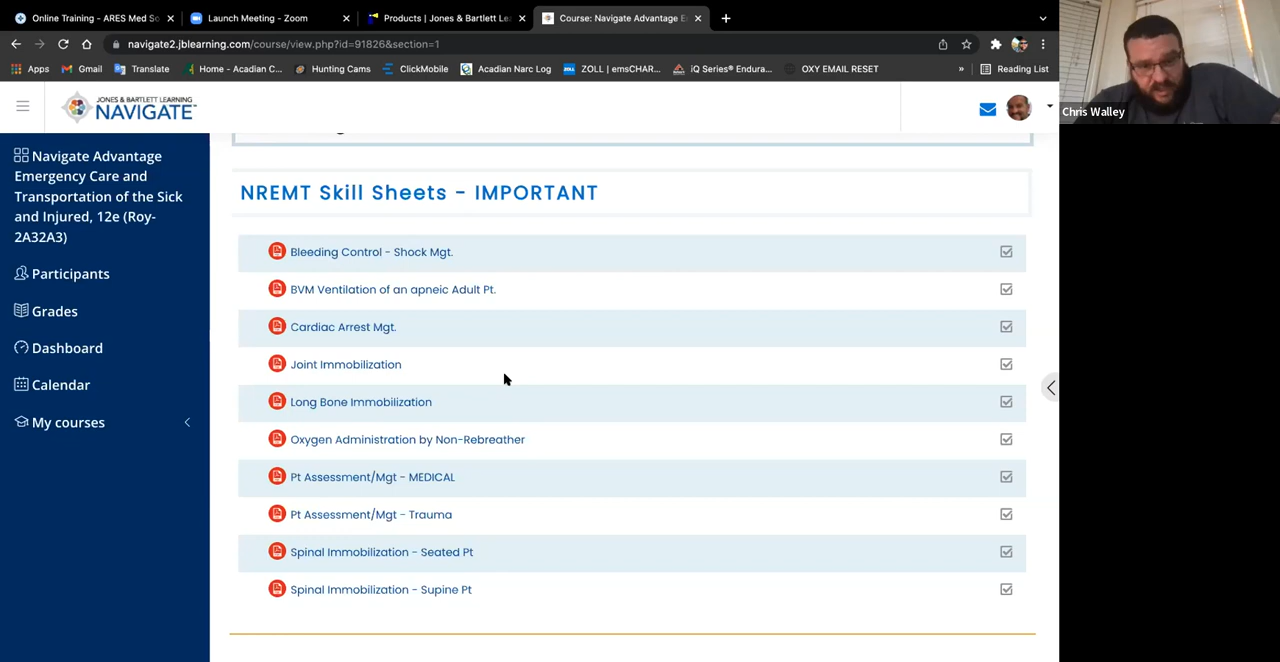 Online Training - ARES Med So
Launch Meeting - Zoom
Products | Jones & Bartlett Le
Course: Navigate Advantage E
navigate2.jblearning.com/course/view.php?id=91826&section=1
Apps
Gmail
Translate
Home - Acadian C...
Hunting Cams
ClickMobile
Acadian Narc Log
ZOLL | emsCHAR...
iQ Series® Endura...
OXY EMAIL RESET
»
Reading List
JONES & BARTLETT LEARNING
NAVIGATE
Chris Walley
Navigate Advantage
Emergency Care and
Transportation of the Sick
and Injured, 12e (Roy-
2A32A3)
Participants
Grades
Dashboard
Calendar
My courses
NREMT Skill Sheets - IMPORTANT
Bleeding Control - Shock Mgt.
BVM Ventilation of an apneic Adult Pt.
Cardiac Arrest Mgt.
Joint Immobilization
Long Bone Immobilization
Oxygen Administration by Non-Rebreather
Pt Assessment/Mgt - MEDICAL
Pt Assessment/Mgt - Trauma
Spinal Immobilization - Seated Pt
Spinal Immobilization - Supine Pt